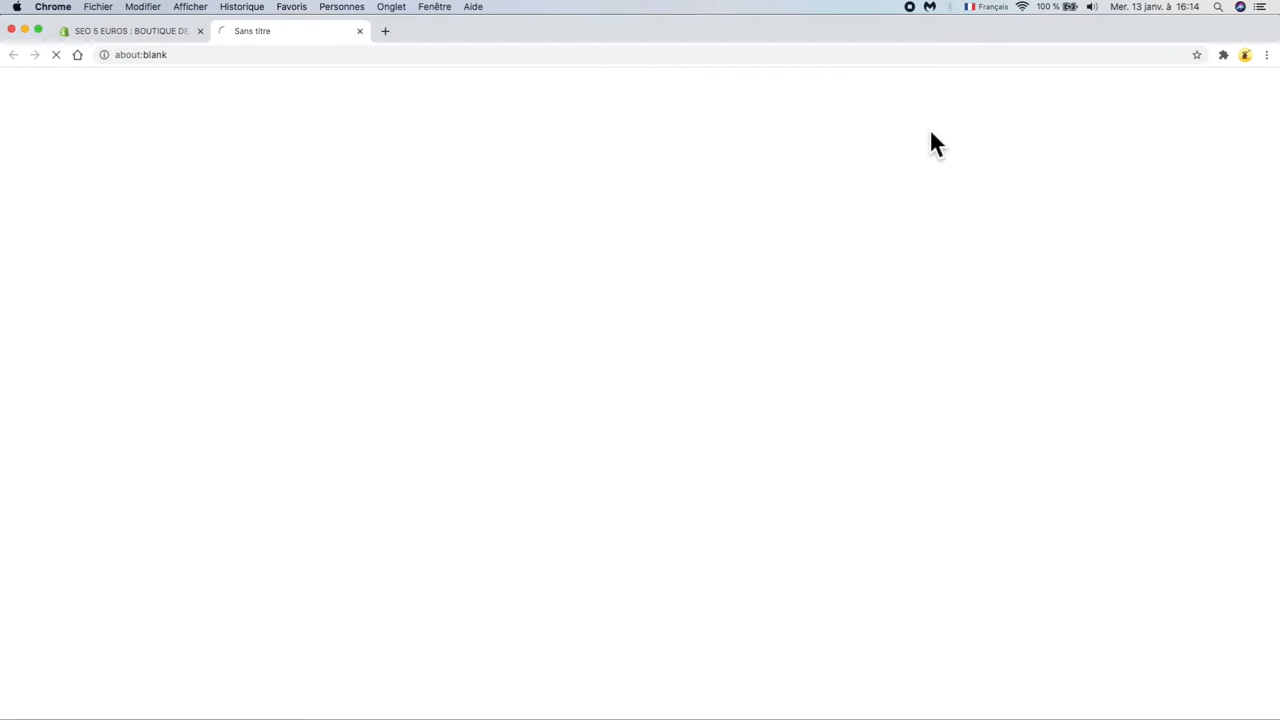 Chrome Fichier Modifier Afficher Historique Favoris Personnes Onglet Fenêtre Aide Français 100 % Mer. 13 janv. à 16:14
SEO 5 EUROS : BOUTIQUE DE Sans titre
about:blank